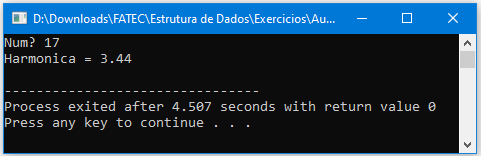 D:\Downloads\FATEC\Estrutura de Dados\Exercicios\Au...
Num? 17
Harmonica = 3.44
--------------------------------
Process exited after 4.507 seconds with return value 0
Press any key to continue . . .